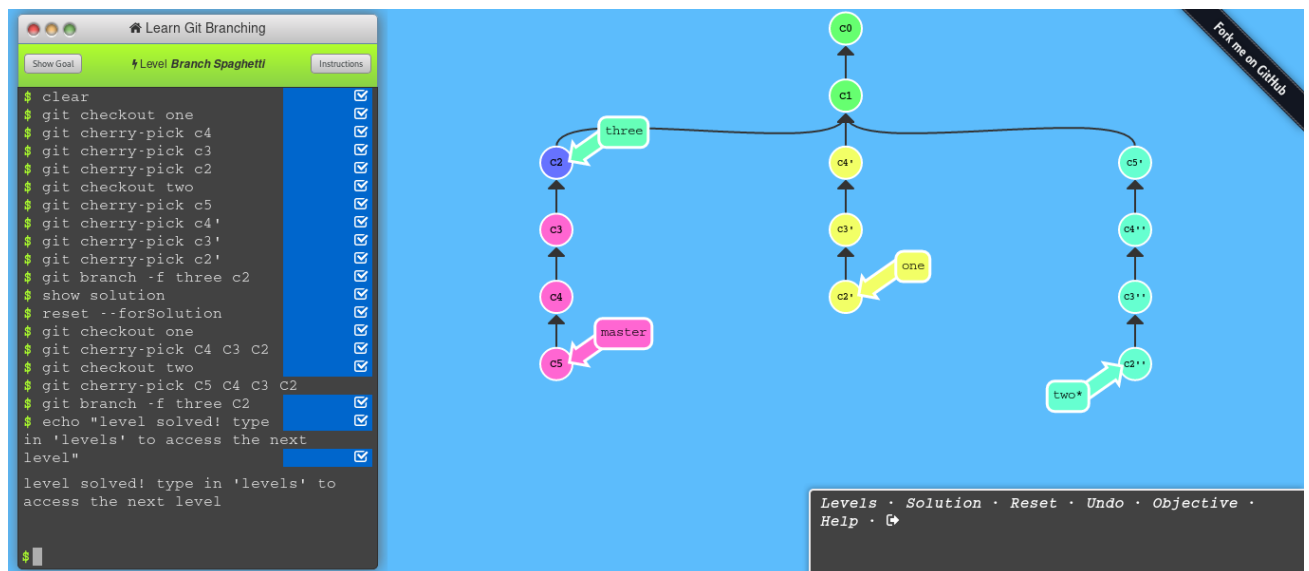 Learn Git Branching
Show Goal
Level Branch Spaghetti
Instructions
$ clear
$ git checkout one
$ git cherry-pick c4
$ git cherry-pick c3
$ git cherry-pick c2
$ git checkout two
$ git cherry-pick c5
$ git cherry-pick c4'
$ git cherry-pick c3'
$ git cherry-pick c2'
$ git branch -f three c2
$ show solution
$ reset --forSolution
$ git checkout one
$ git cherry-pick C4 C3 C2
$ git checkout two
$ git cherry-pick C5 C4 C3 C2
$ git branch -f three C2
$ echo "level solved! type
in 'levels' to access the next
level"
level solved! type in 'levels' to
access the next level
$
c0
c1
three
c2
c4'
c5'
c3
c3'
c4''
one
c4
c2'
c3''
master
c5
c2''
two*
Fork me on GitHub
Levels · Solution · Reset · Undo · Objective ·
Help ·